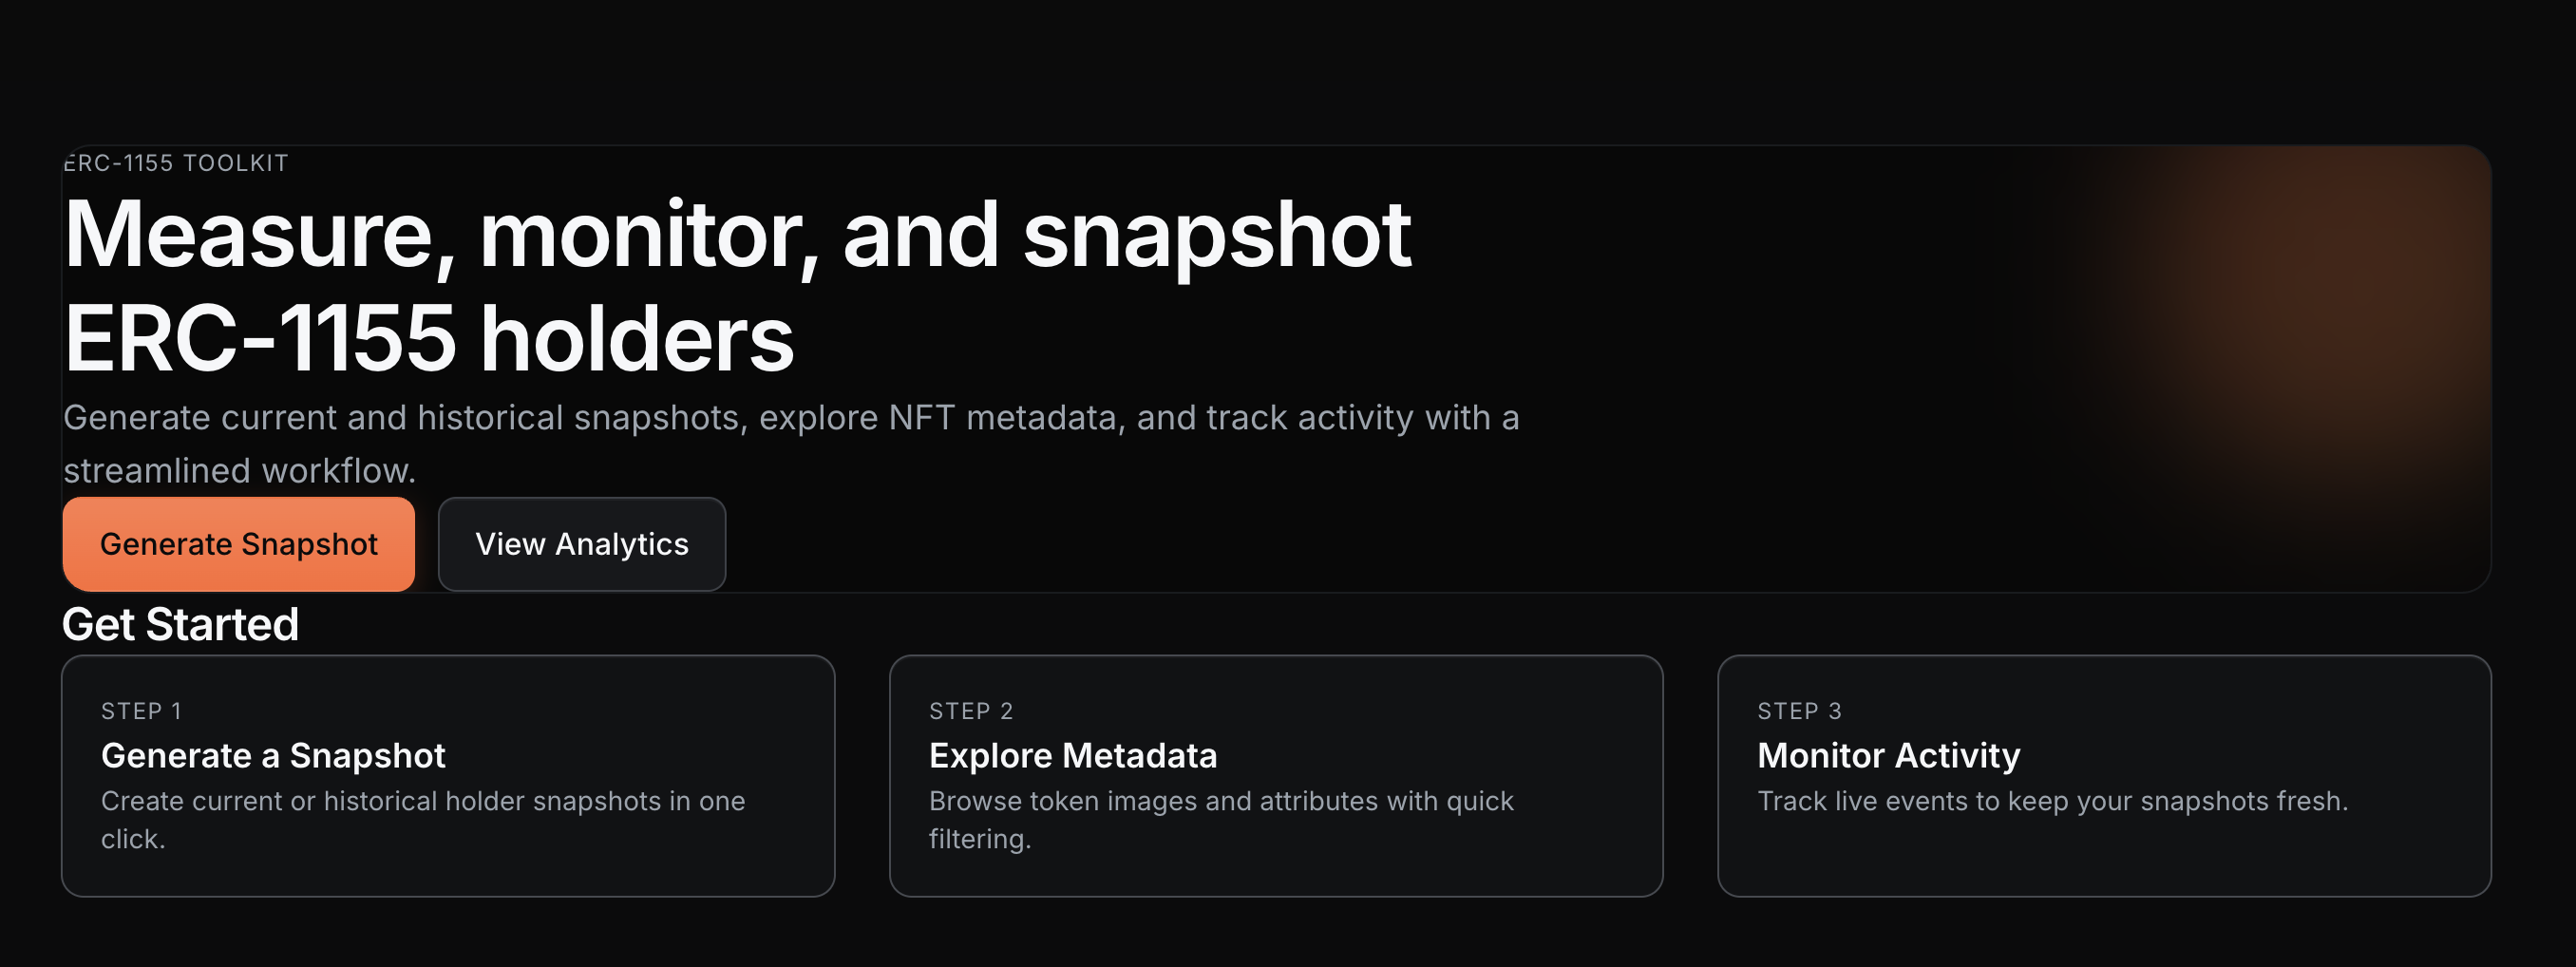 ERC-1155 TOOLKIT
Measure, monitor, and snapshot
ERC-1155 holders
Generate current and historical snapshots, explore NFT metadata, and track activity with a
streamlined workflow.
Generate Snapshot
View Analytics
Get Started
STEP 1
Generate a Snapshot
Create current or historical holder snapshots in one
click.
STEP 2
Explore Metadata
Browse token images and attributes with quick
filtering.
STEP 3
Monitor Activity
Track live events to keep your snapshots fresh.